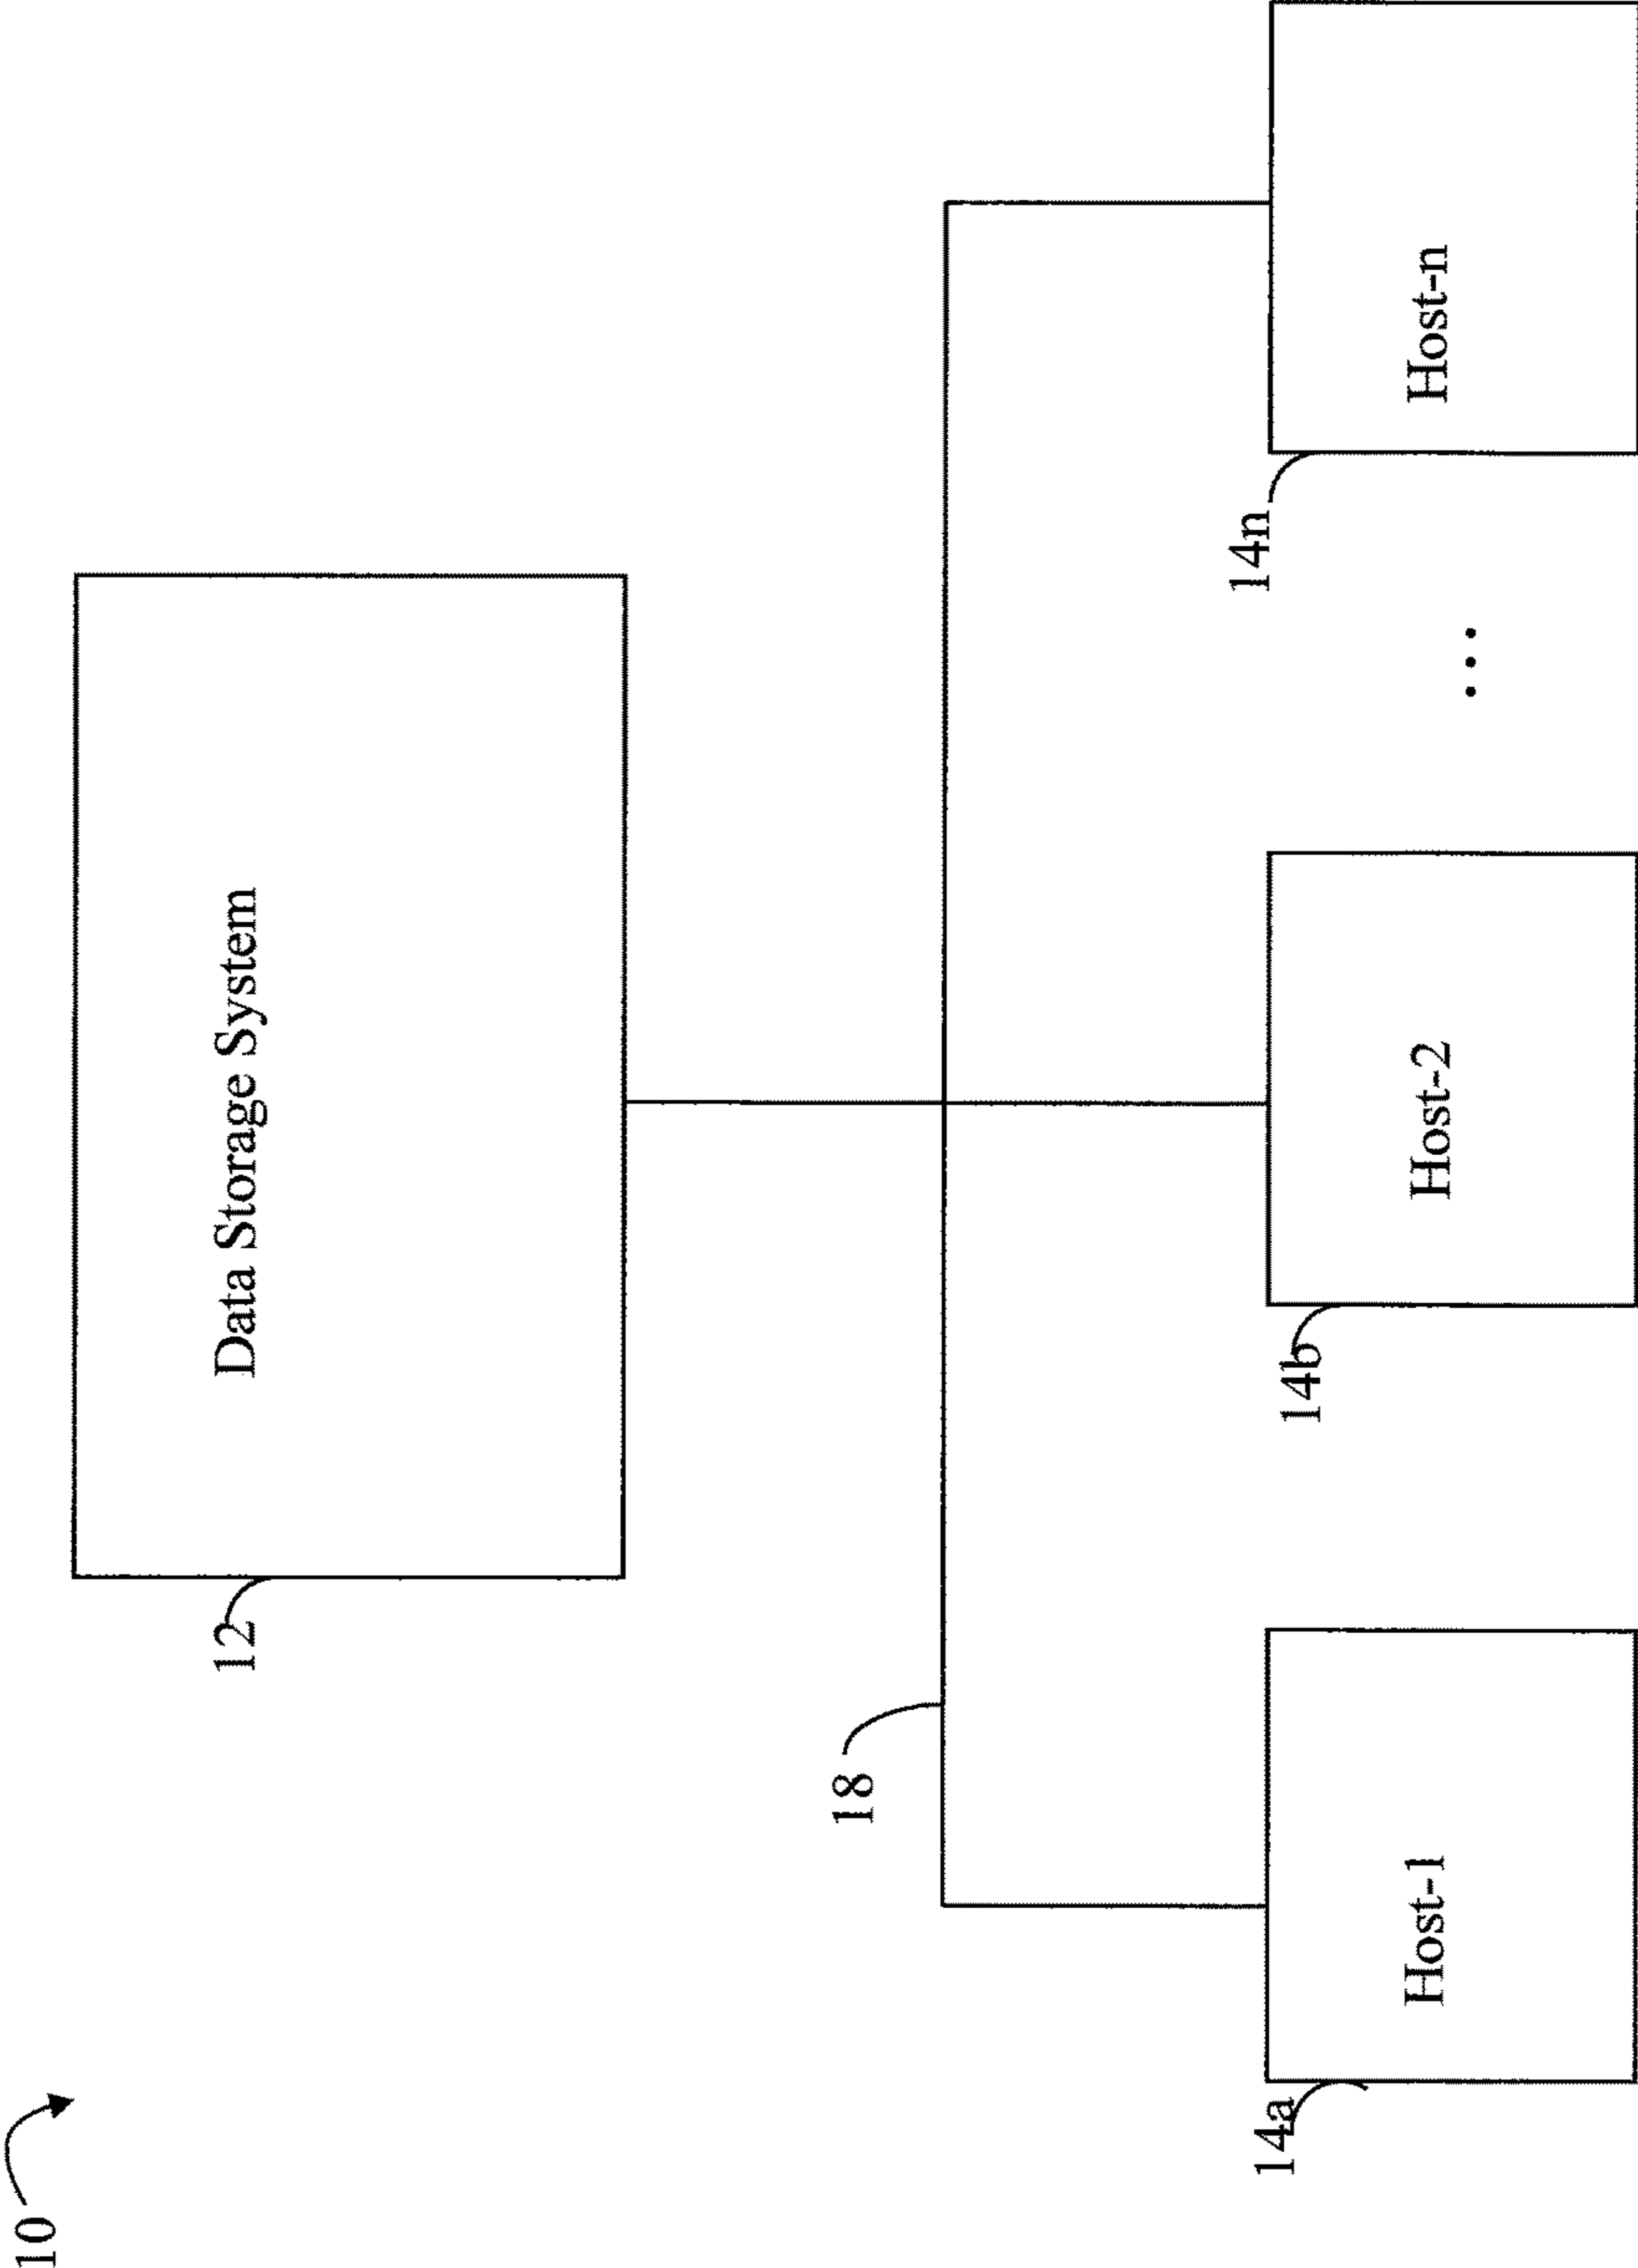 10
12
Data Storage System
18
14a
Host-1
14b
Host-2
...
14n
Host-n